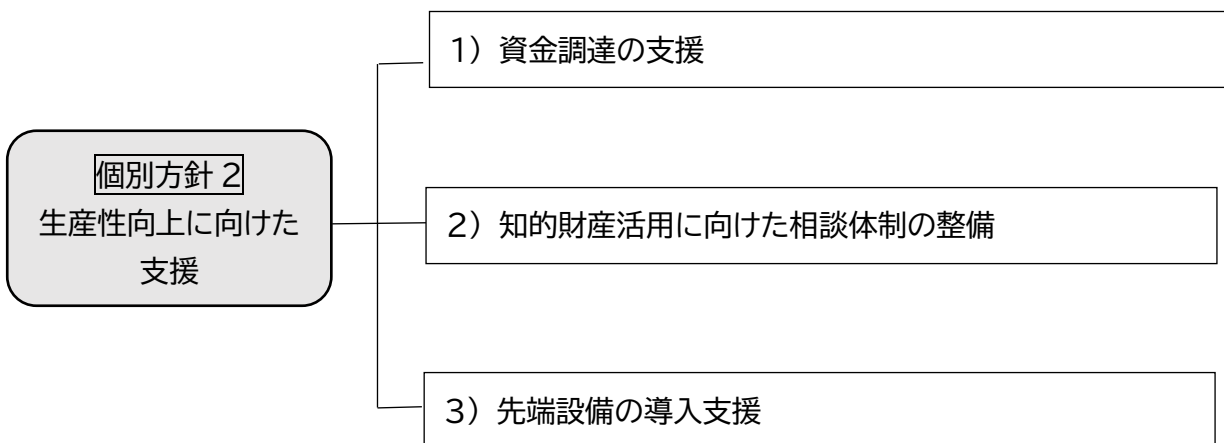 個別方針 2
生産性向上に向けた
支援
1）資金調達の支援
2）知的財産活用に向けた相談体制の整備
3）先端設備の導入支援